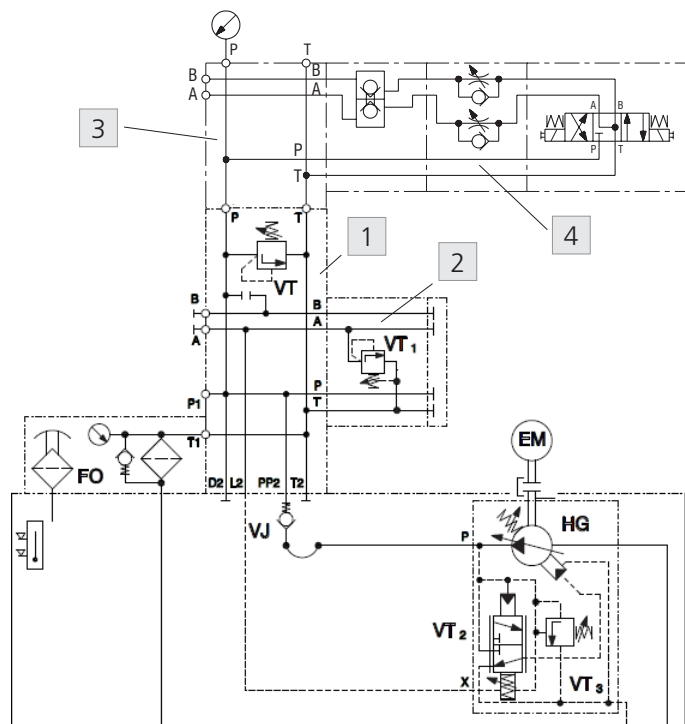 P T
B B
A A
3
A B
P
P T
T
4
P T
1
2
VT
B B
A A
VT1
P1 P
T
T1
EM
FO
D2 L2 PP2 T2
VJ
P
HG
VT2
X
VT3